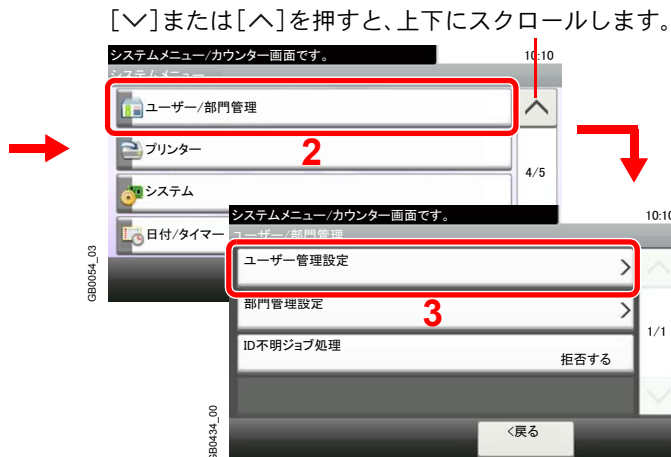 [∨]または[∧]を押すと、上下にスクロールします。
システムメニュー/カウンター画面です。
10:10
システムメニュー
ユーザー/部門管理
プリンター
2
4/5
システム
日付/タイマー
GB0054_03
システムメニュー/カウンター画面です。
10:10
ユーザー/部門管理
ユーザー管理設定
部門管理設定
3
1/1
ID不明ジョブ処理
拒否する
<戻る
GB0434_00